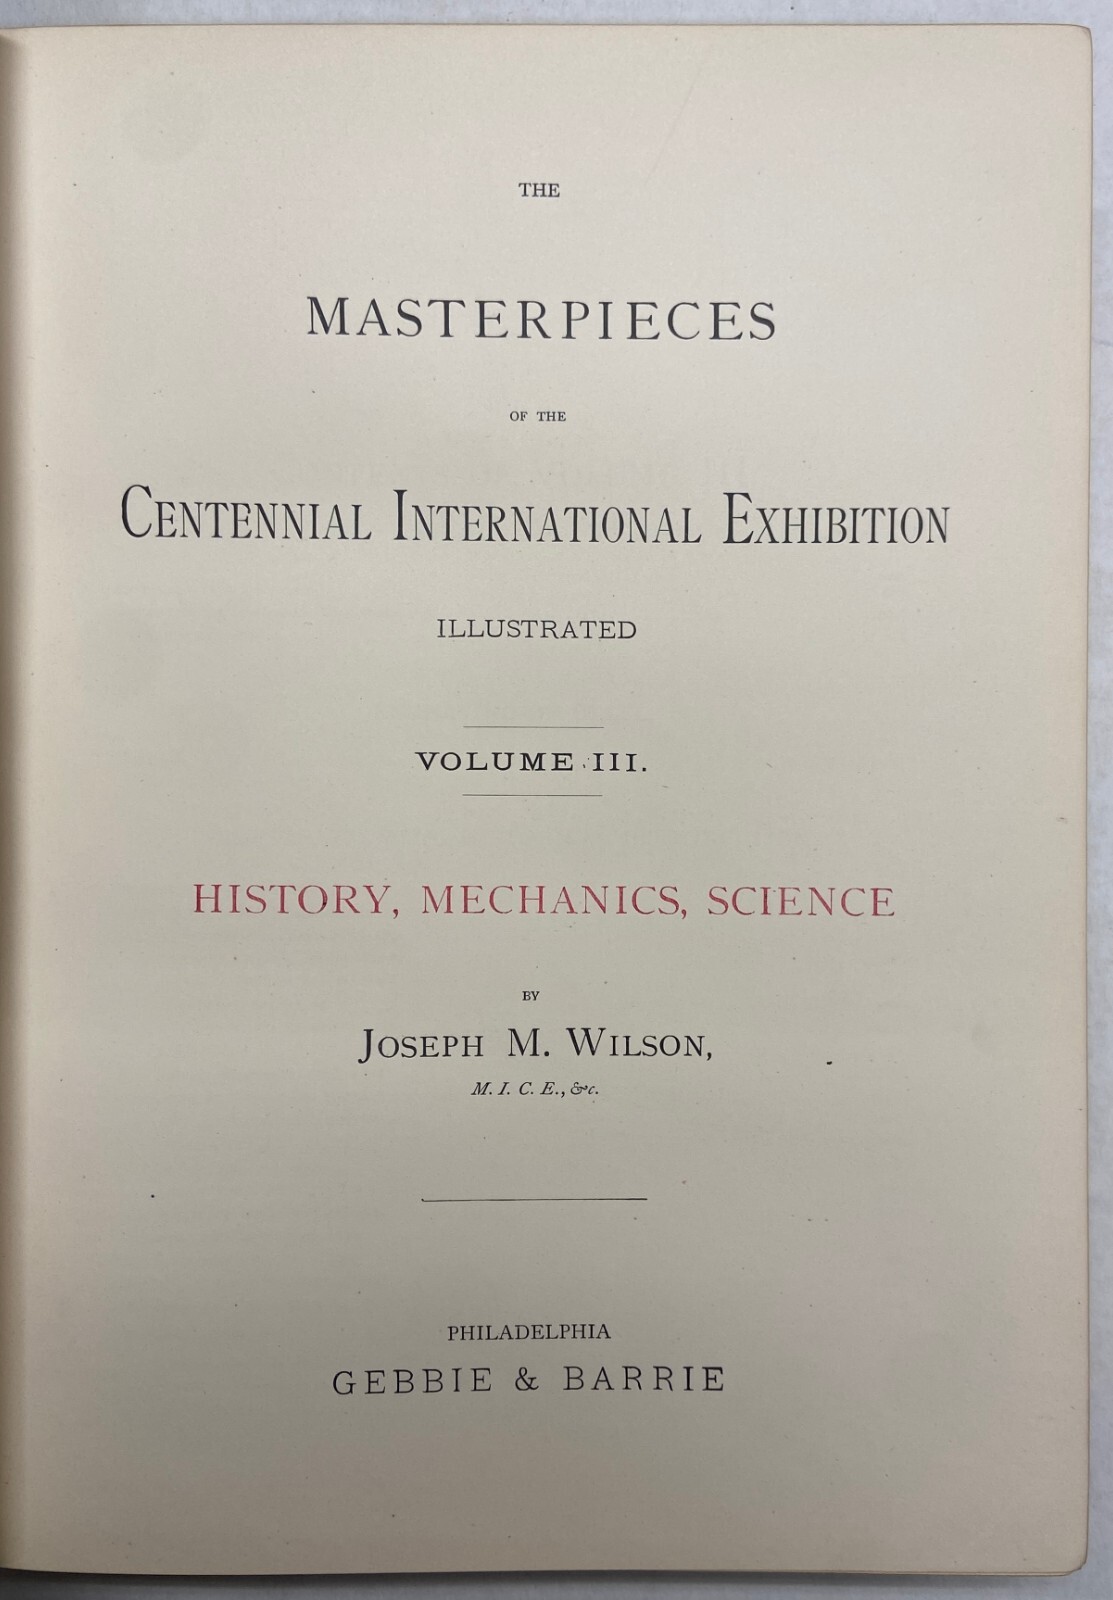 THE
MASTERPIECES
OF THE
CENTENNIAL INTERNATIONAL EXHIBITION
ILLUSTRATED
VOLUME III.
HISTORY, MECHANICS, SCIENCE
BY
JOSEPH M. WILSON,
M. I. C. E., &c.
PHILADELPHIA
GEBBIE & BARRIE